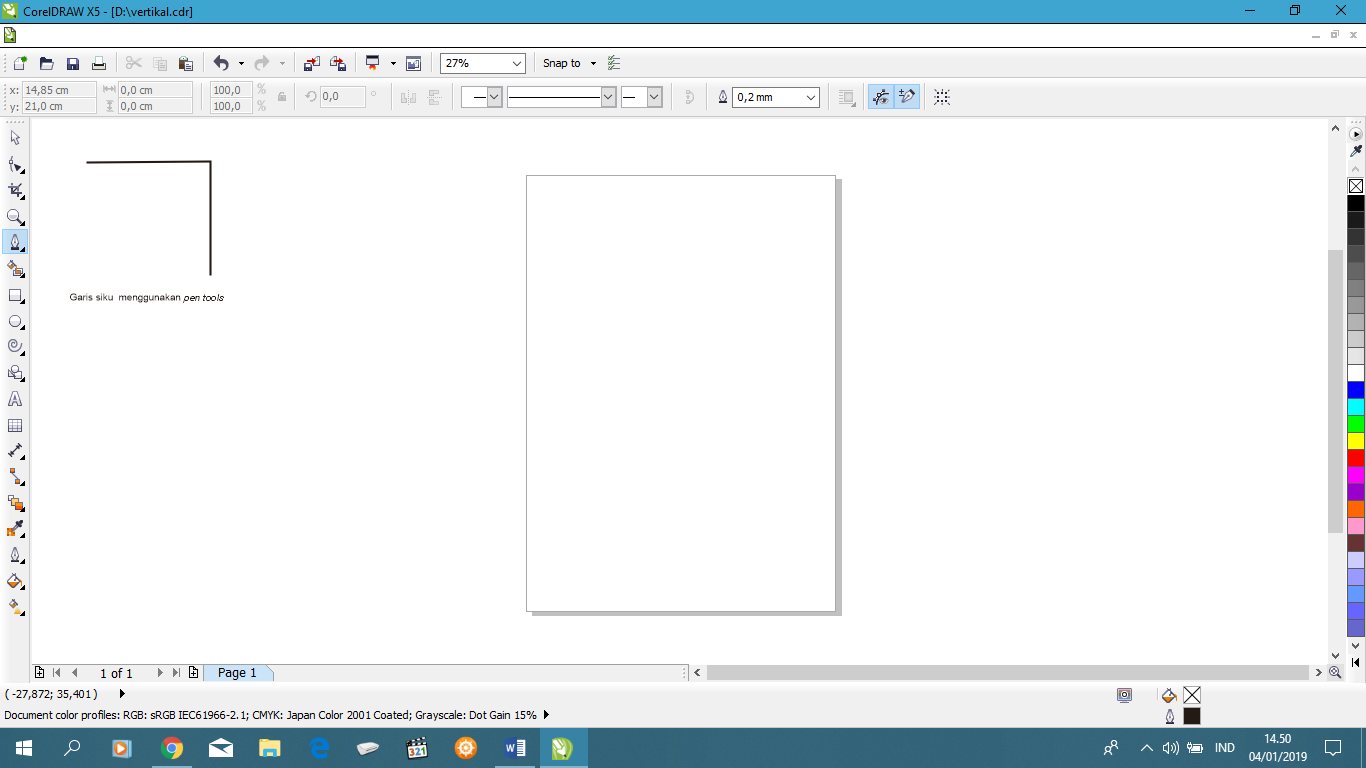 CorelDRAW X5 - [D:\vertikal.cdr]
27%
Snap to
x: 14,85 cm
y: 21,0 cm
0,0 cm
0,0 cm
100,0 %
100,0 %
0,0 °
0,2 mm
Garis siku menggunakan pen tools
1 of 1
Page 1
( -27,872; 35,401 )
Document color profiles: RGB: sRGB IEC61966-2.1; CMYK: Japan Color 2001 Coated; Grayscale: Dot Gain 15%
321
IND
14.50
04/01/2019